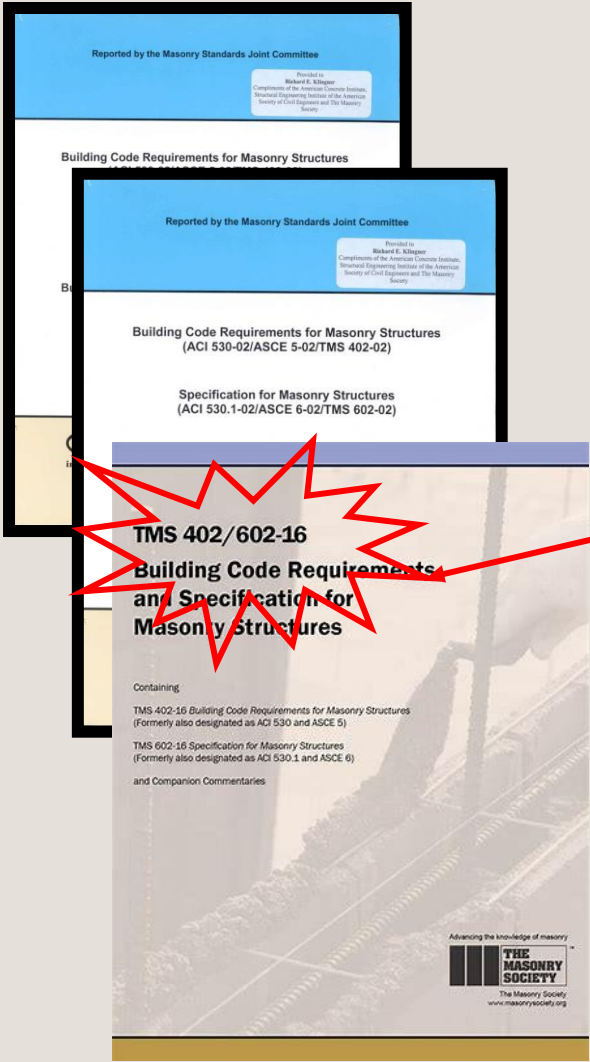 Reported by the Masonry Standards Joint Committee
Provided to
Richard E. Klingner
Compliments of the American Concrete Institute,
Structural Engineering Institute of the American
Society of Civil Engineers and The Masonry
Society
Building Code Requirements for Masonry Structures
Reported by the Masonry Standards Joint Committee
Provided to
Richard E. Klingner
Compliments of the American Concrete Institute,
Structural Engineering Institute of the American
Society of Civil Engineers and The Masonry
Society
Building Code Requirements for Masonry Structures
(ACI 530-02/ASCE 5-02/TMS 402-02)
Specification for Masonry Structures
(ACI 530.1-02/ASCE 6-02/TMS 602-02)
TMS 402/602-16
Building Code Requirements
and Specification for
Masonry Structures
Containing
TMS 402-16 Building Code Requirements for Masonry Structures
(Formerly also designated as ACI 530 and ASCE 5)
TMS 602-16 Specification for Masonry Structures
(Formerly also designated as ACI 530.1 and ASCE 6)
and Companion Commentaries
Advancing the knowledge of masonry
THE
MASONRY
SOCIETY
The Masonry Society
www.masonrysociety.org